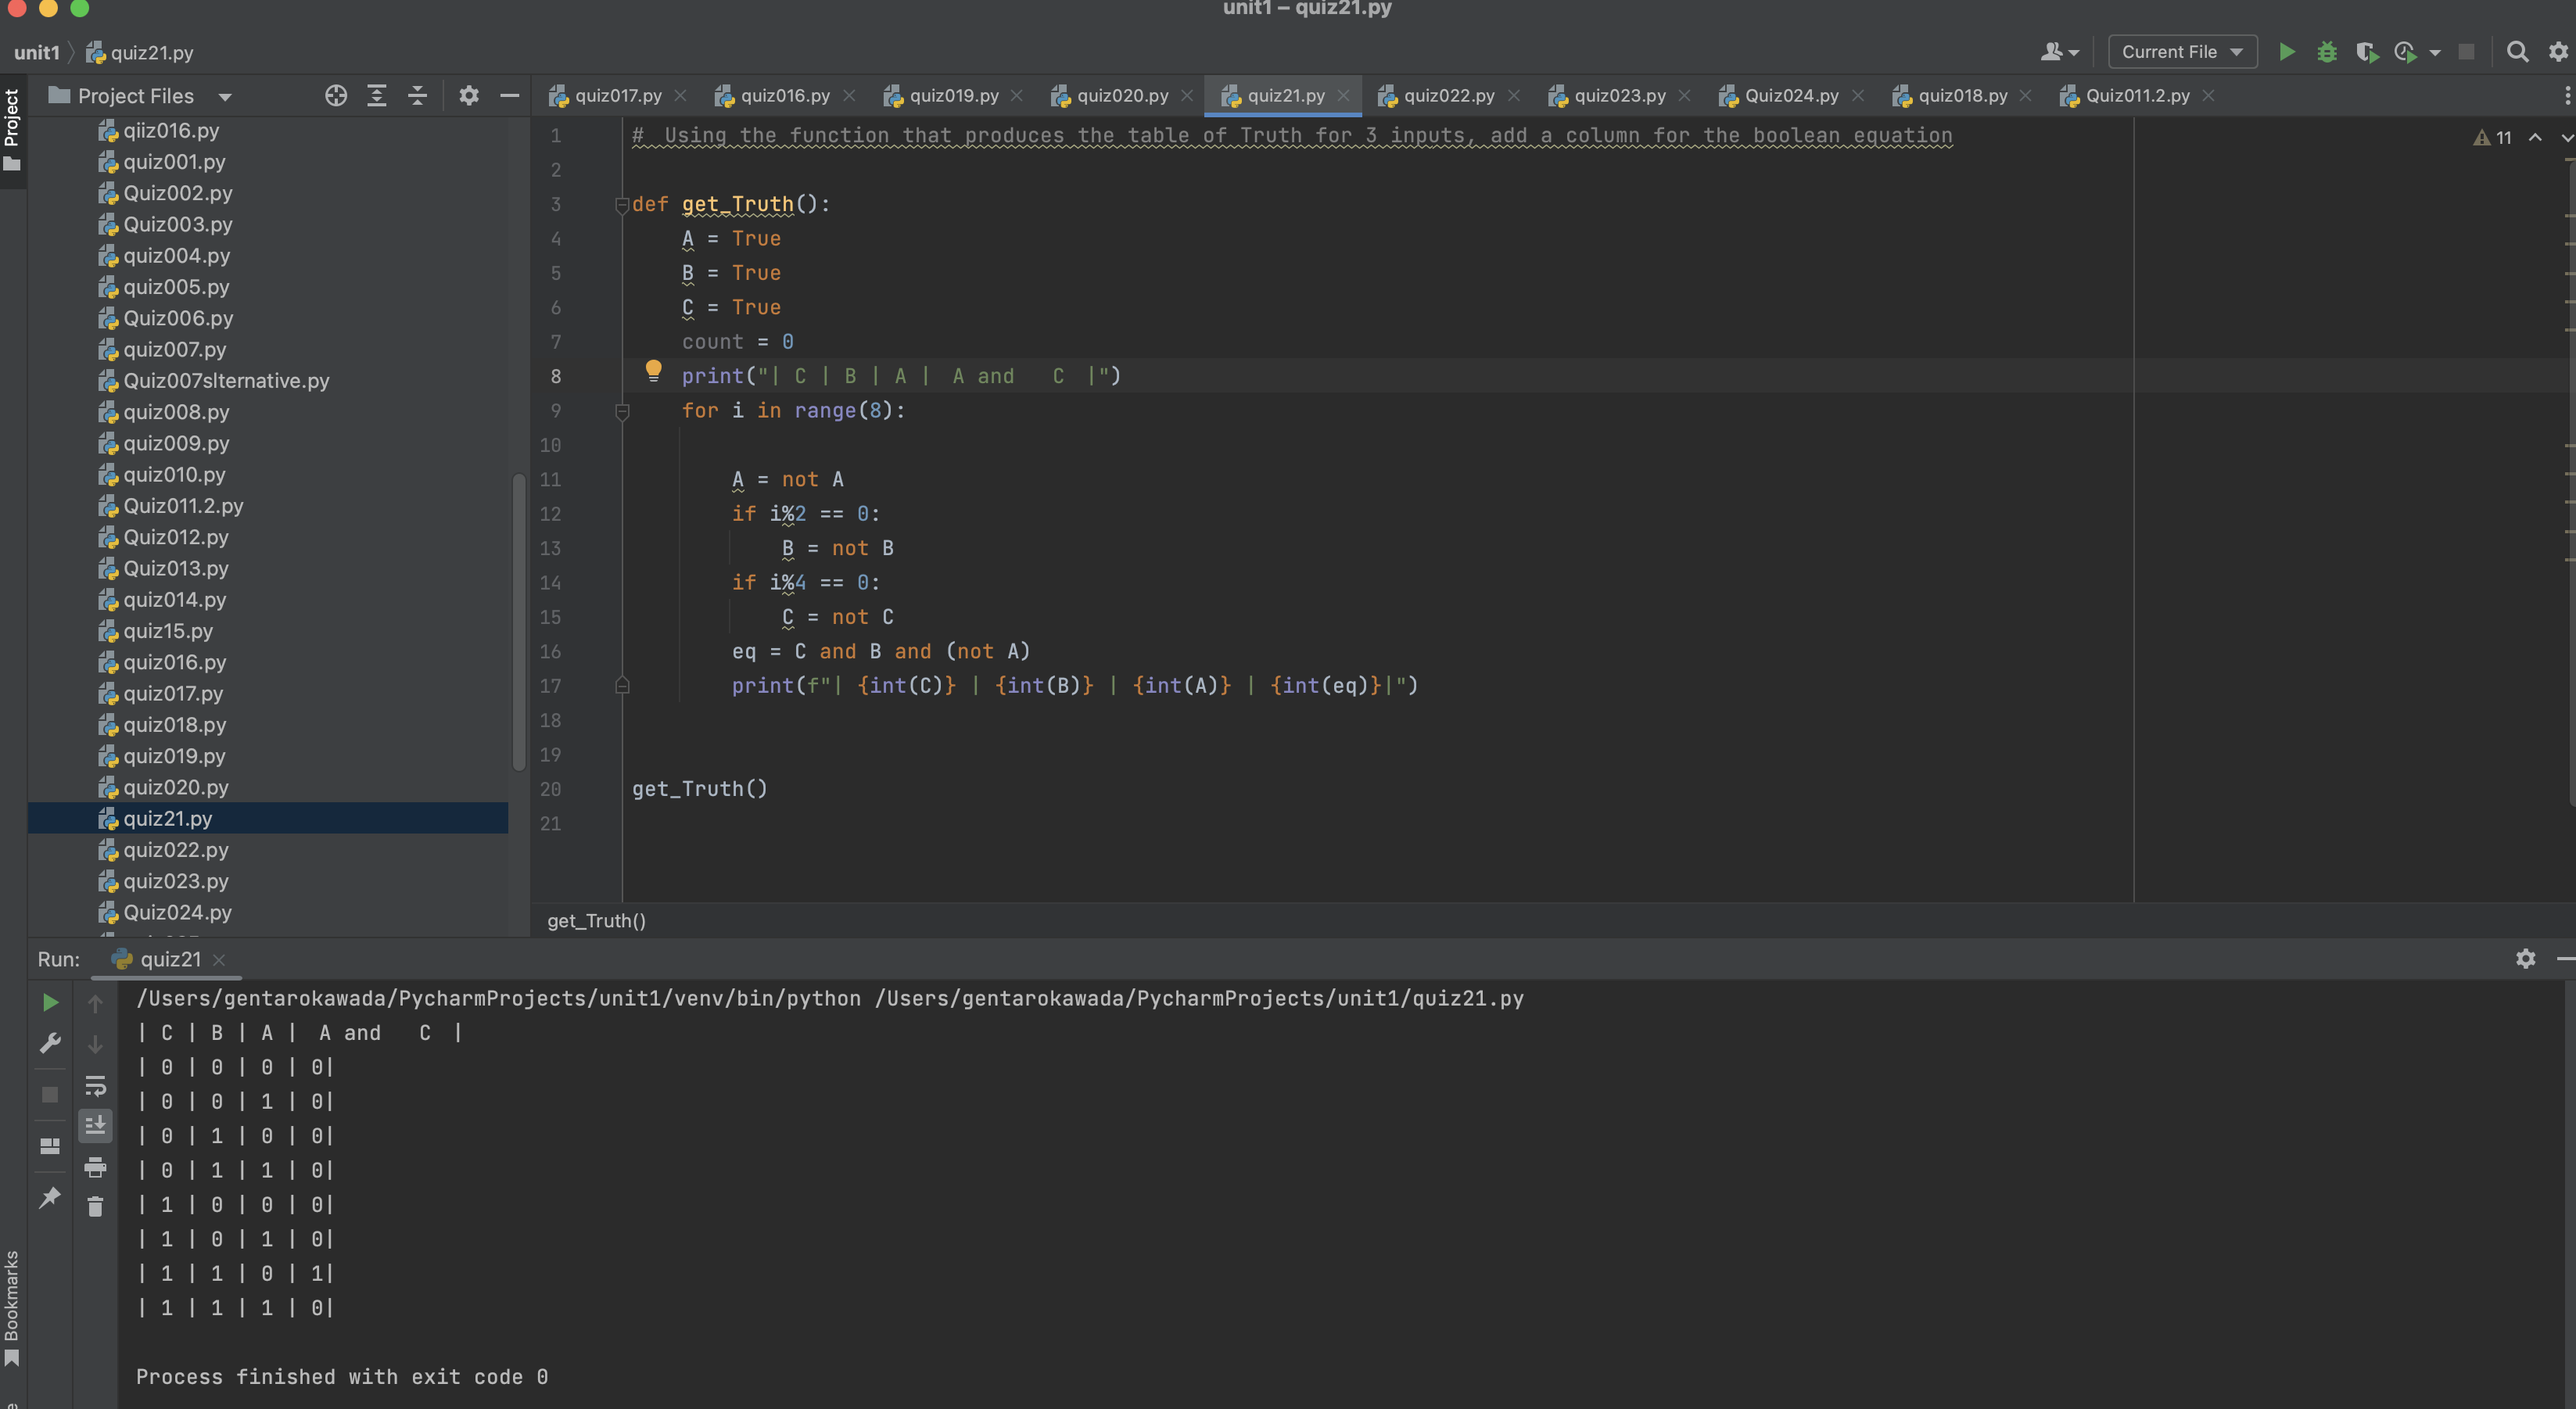 unit1 – quiz21.py
unit1 quiz21.py
Current File
Project
Project Files
quiz017.py quiz016.py quiz019.py quiz020.py quiz21.py quiz022.py quiz023.py Quiz024.py quiz018.py Quiz011.2.py
qiiz016.py
quiz001.py
Quiz002.py
Quiz003.py
quiz004.py
quiz005.py
Quiz006.py
quiz007.py
Quiz007slternative.py
quiz008.py
quiz009.py
quiz010.py
Quiz011.2.py
Quiz012.py
Quiz013.py
quiz014.py
quiz15.py
quiz016.py
quiz017.py
quiz018.py
quiz019.py
quiz020.py
quiz21.py
quiz022.py
quiz023.py
Quiz024.py
11
1 # Using the function that produces the table of Truth for 3 inputs, add a column for the boolean equation
2
3 def get_Truth():
4 A = True
5 B = True
6 C = True
7 count = 0
8 print("| C | B | A |  A and   C  |")
9 for i in range(8):
10
11 A = not A
12 if i%2 == 0:
13 B = not B
14 if i%4 == 0:
15 C = not C
16 eq = C and B and (not A)
17 print(f"| {int(C)} | {int(B)} | {int(A)} | {int(eq)}|")
18
19
20 get_Truth()
21
get_Truth()
Run: quiz21
/Users/gentarokawada/PycharmProjects/unit1/venv/bin/python /Users/gentarokawada/PycharmProjects/unit1/quiz21.py
| C | B | A |  A and   C  |
| 0 | 0 | 0 | 0|
| 0 | 0 | 1 | 0|
| 0 | 1 | 0 | 0|
| 0 | 1 | 1 | 0|
| 1 | 0 | 0 | 0|
| 1 | 0 | 1 | 0|
| 1 | 1 | 0 | 1|
| 1 | 1 | 1 | 0|
Process finished with exit code 0
Bookmarks